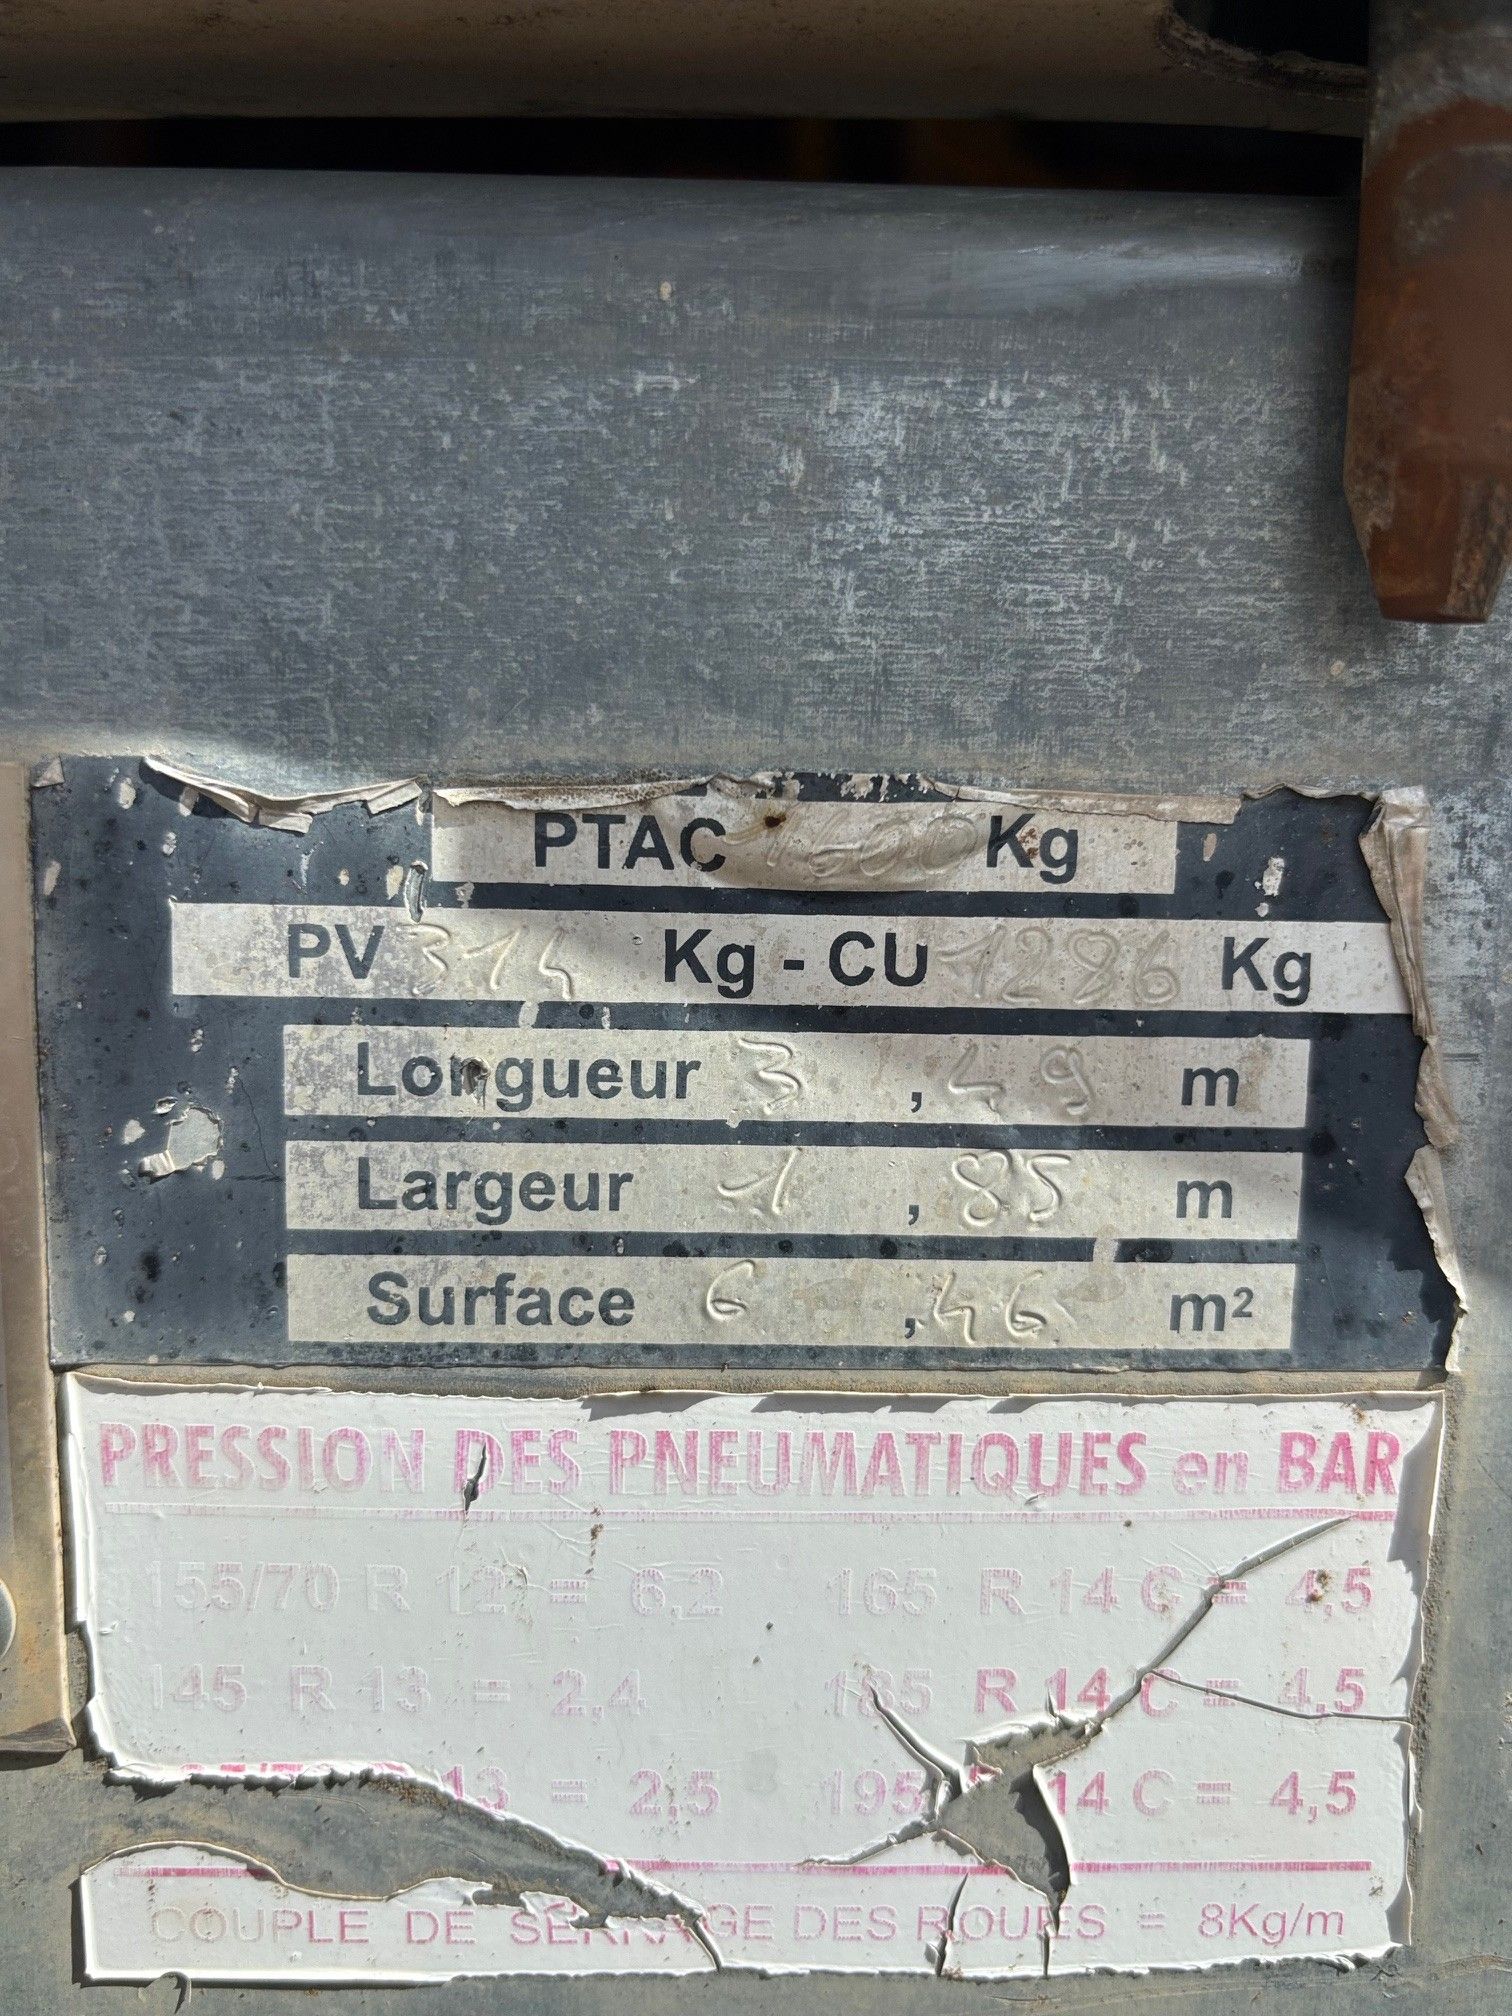 PTAC 1600 Kg
PV 314 Kg - CU 1286 Kg
Longueur 3 , 49 m
Largeur 1 , 85 m
Surface 6 , 46 m²
PRESSION DES PNEUMATIQUES en BAR
155/70 R 12 = 6,2 165 R 14 C = 4,5
145 R 13 = 2,4 185 R 14 C = 4,5
13 = 2,5 195 R 14 C = 4,5
COUPLE DE SERRAGE DES ROUES = 8Kg/m